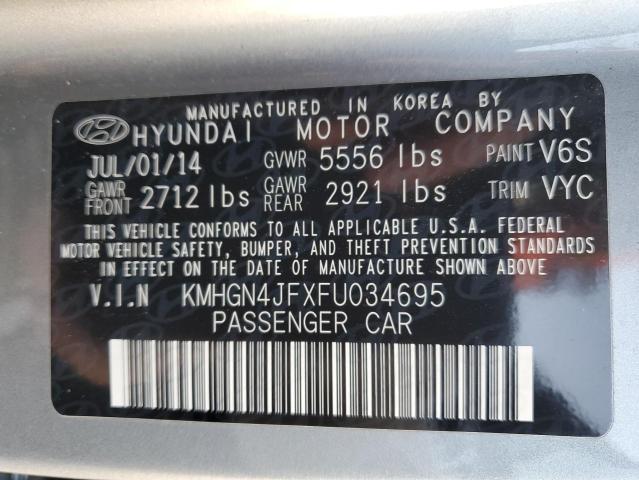 MANUFACTURED IN KOREA BY
HYUNDAI MOTOR COMPANY
JUL/01/14 GVWR 5556 lbs PAINT V6S
GAWR FRONT 2712 lbs GAWR REAR 2921 lbs TRIM VYC
THIS VEHICLE CONFORMS TO ALL APPLICABLE U.S.A. FEDERAL
MOTOR VEHICLE SAFETY, BUMPER, AND THEFT PREVENTION STANDARDS
IN EFFECT ON THE DATE OF MANUFACTURE SHOWN ABOVE
V.I.N KMHGN4JFXFU034695
PASSENGER CAR